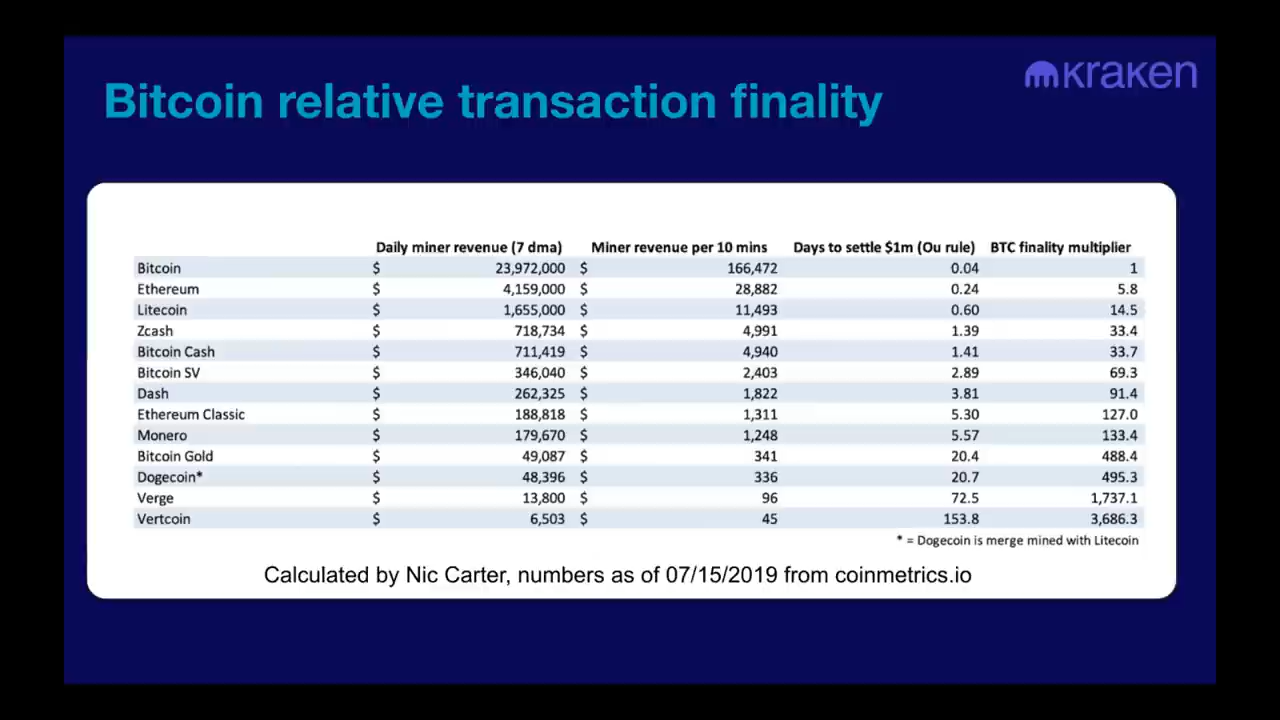 kraken
Bitcoin relative transaction finality
Daily miner revenue (7 dma) Miner revenue per 10 mins Days to settle $1m (Ou rule) BTC finality multiplier
Bitcoin $ 23,972,000 $ 166,472 0.04 1
Ethereum $ 4,159,000 $ 28,882 0.24 5.8
Litecoin $ 1,655,000 $ 11,493 0.60 14.5
Zcash $ 718,734 $ 4,991 1.39 33.4
Bitcoin Cash $ 711,419 $ 4,940 1.41 33.7
Bitcoin SV $ 346,040 $ 2,403 2.89 69.3
Dash $ 262,325 $ 1,822 3.81 91.4
Ethereum Classic $ 188,818 $ 1,311 5.30 127.0
Monero $ 179,670 $ 1,248 5.57 133.4
Bitcoin Gold $ 49,087 $ 341 20.4 488.4
Dogecoin* $ 48,396 $ 336 20.7 495.3
Verge $ 13,800 $ 96 72.5 1,737.1
Vertcoin $ 6,503 $ 45 153.8 3,686.3
* = Dogecoin is merge mined with Litecoin
Calculated by Nic Carter, numbers as of 07/15/2019 from coinmetrics.io